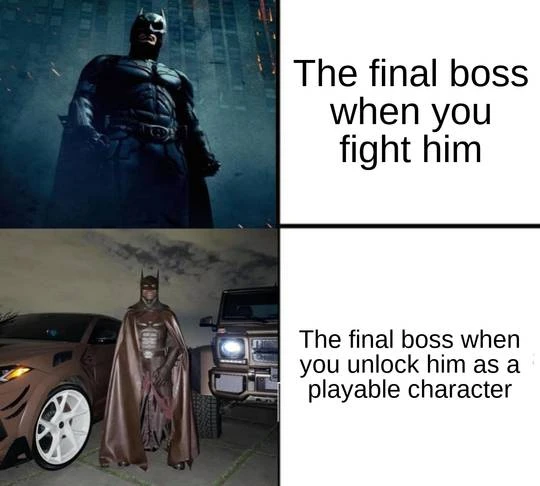 The final boss
when you
fight him
The final boss when
you unlock him as a
playable character